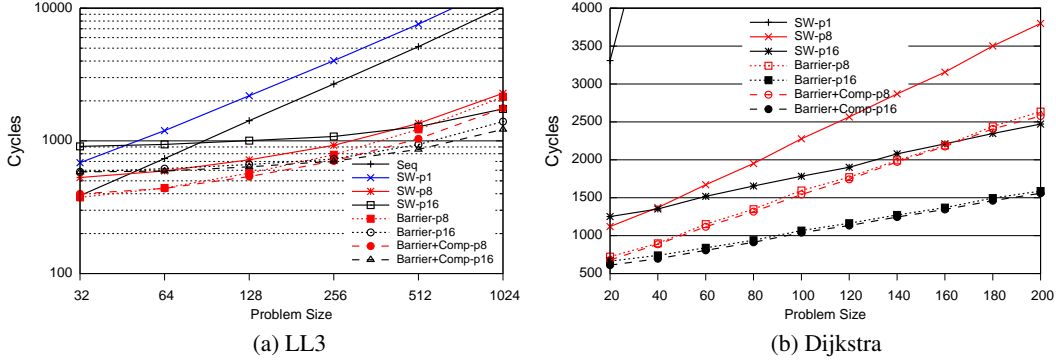 10000
1000
100
Cycles
32
64
128
256
512
1024
Problem Size
Seq
SW-p1
SW-p8
SW-p16
Barrier-p8
Barrier-p16
Barrier+Comp-p8
Barrier+Comp-p16
(a) LL3
4000
3500
3000
2500
2000
1500
1000
500
Cycles
20
40
60
80
100
120
140
160
180
200
Problem Size
SW-p1
SW-p8
SW-p16
Barrier-p8
Barrier-p16
Barrier+Comp-p8
Barrier+Comp-p16
(b) Dijkstra